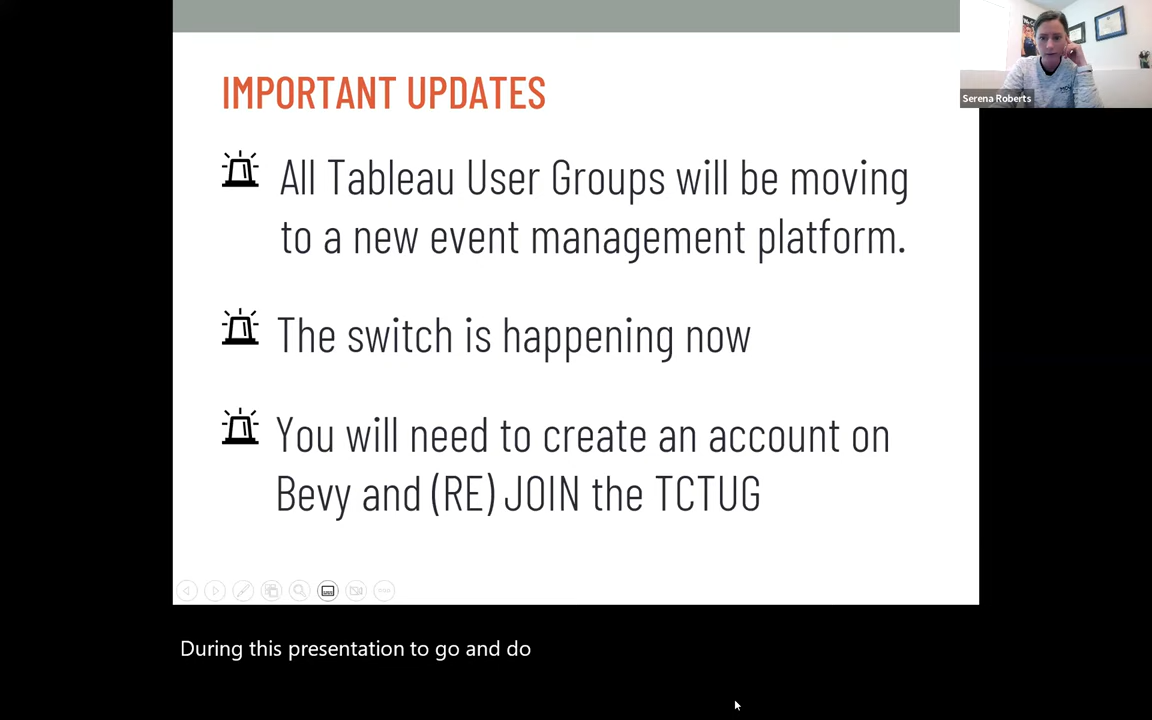 IMPORTANT UPDATES
All Tableau User Groups will be moving
to a new event management platform.
The switch is happening now
You will need to create an account on
Bevy and (RE) JOIN the TCTUG
Serena Roberts
During this presentation to go and do